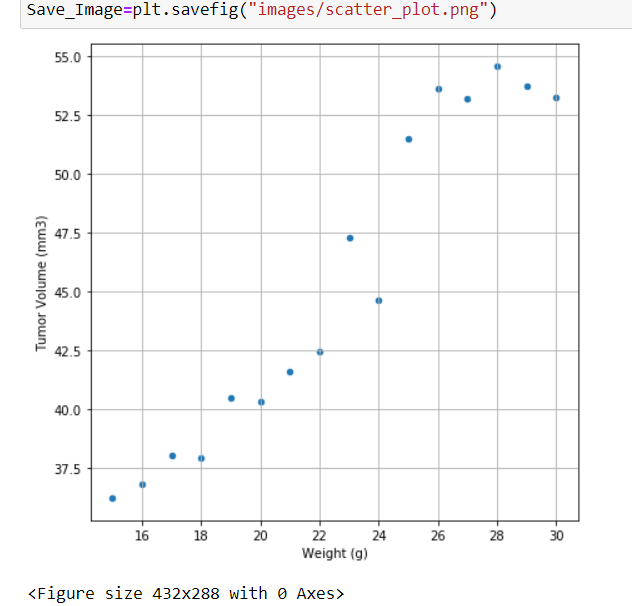 Save_Image=plt.savefig("images/scatter_plot.png")
55.0
52.5
50.0
47.5
45.0
42.5
40.0
37.5
Tumor Volume (mm3)
16 18 20 22 24 26 28 30
Weight (g)
<Figure size 432x288 with 0 Axes>